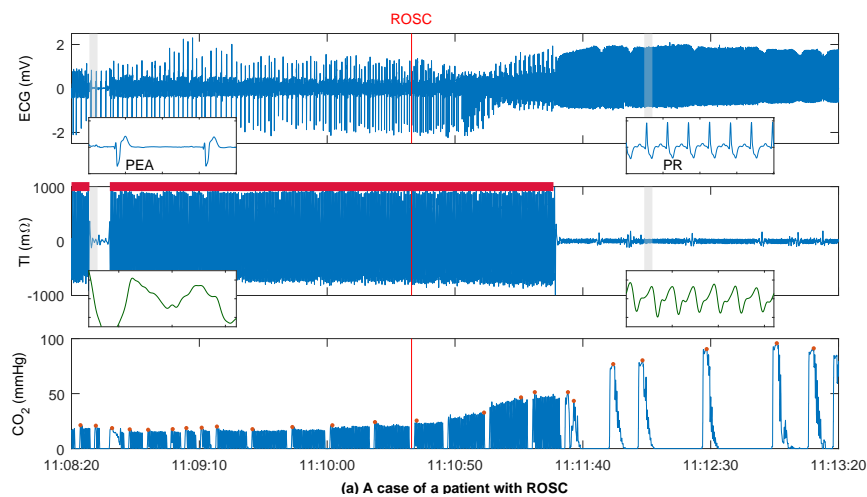 ROSC
ECG (mV)
2
0
-2
PEA
PR
TI (mΩ)
1000
0
-1000
CO2 (mmHg)
100
50
0
11:08:20 11:09:10 11:10:00 11:10:50 11:11:40 11:12:30 11:13:20
(a) A case of a patient with ROSC